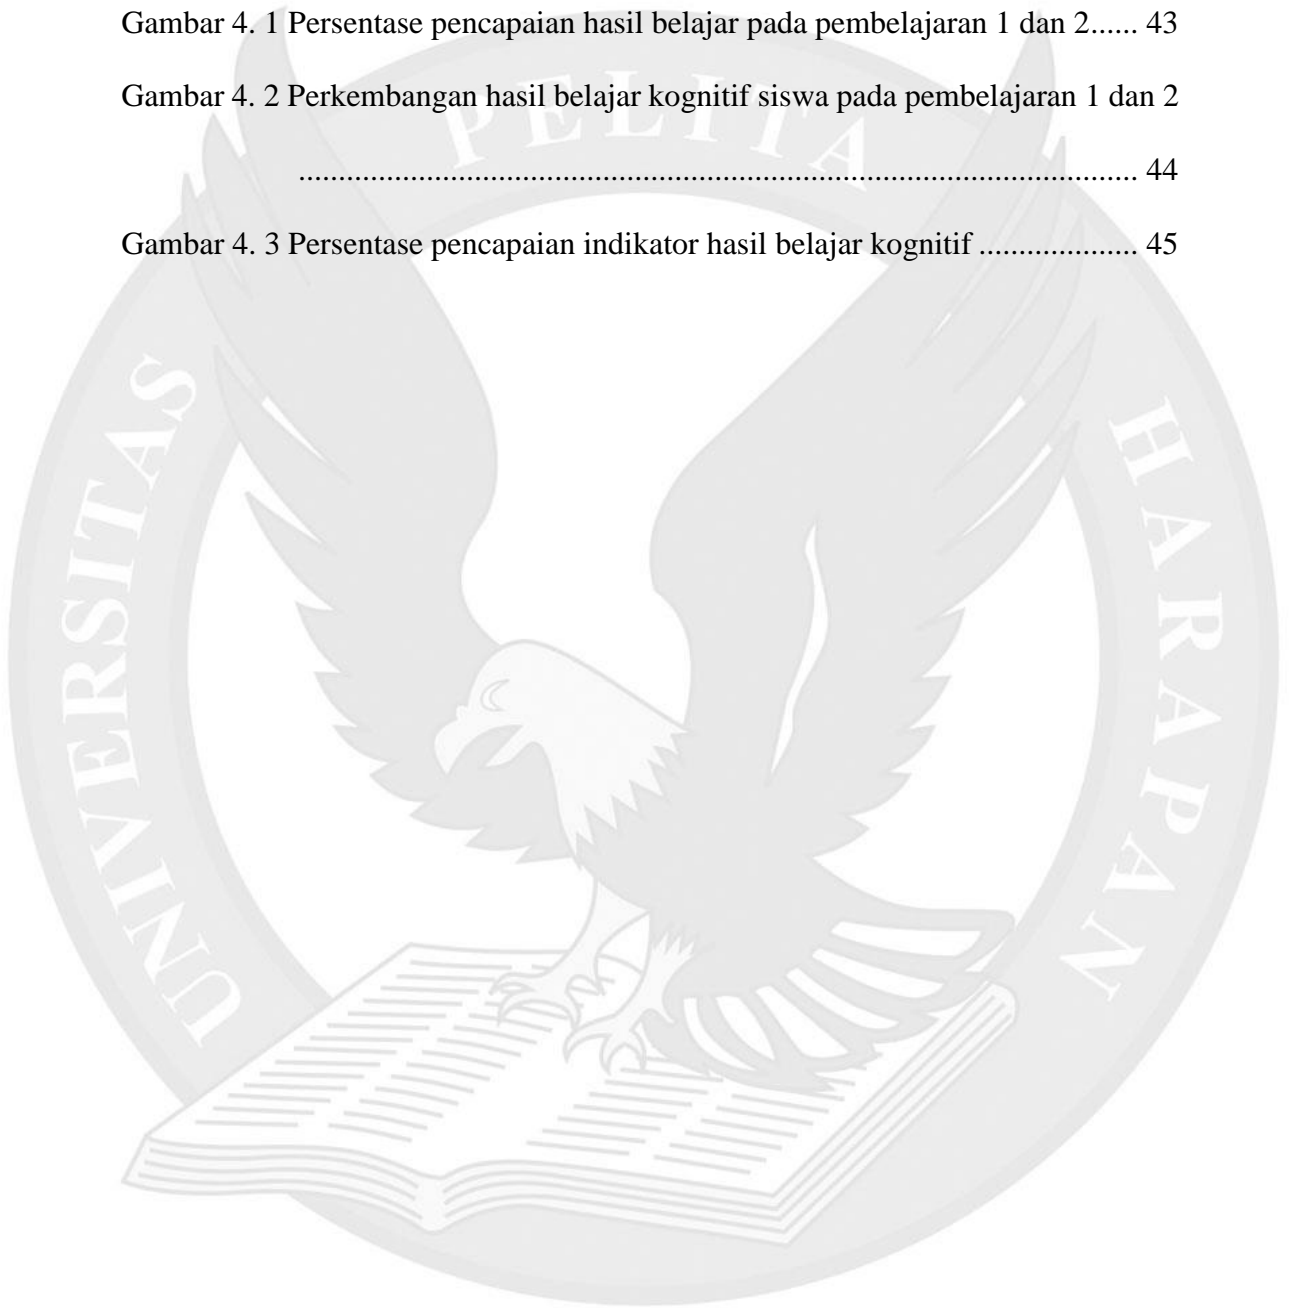 Gambar 4. 1 Persentase pencapaian hasil belajar pada pembelajaran 1 dan 2...... 43
Gambar 4. 2 Perkembangan hasil belajar kognitif siswa pada pembelajaran 1 dan 2
.......................................................................................................... 44
Gambar 4. 3 Persentase pencapaian indikator hasil belajar kognitif .................... 45
UNIVERSITAS
PELITA
HARAPAN